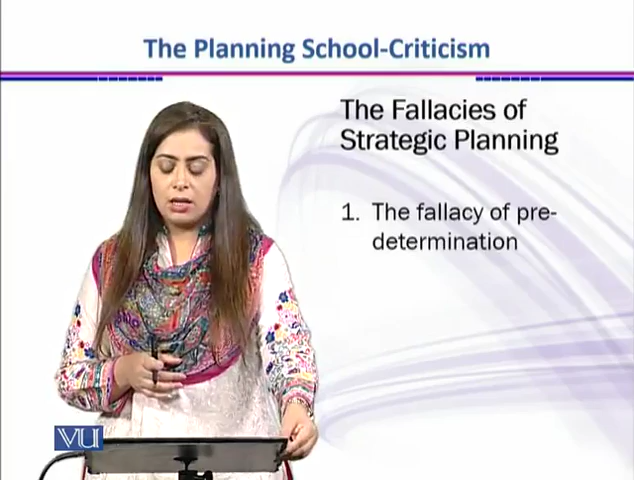 The Planning School-Criticism
The Fallacies of
Strategic Planning
1. The fallacy of pre-
determination
VU